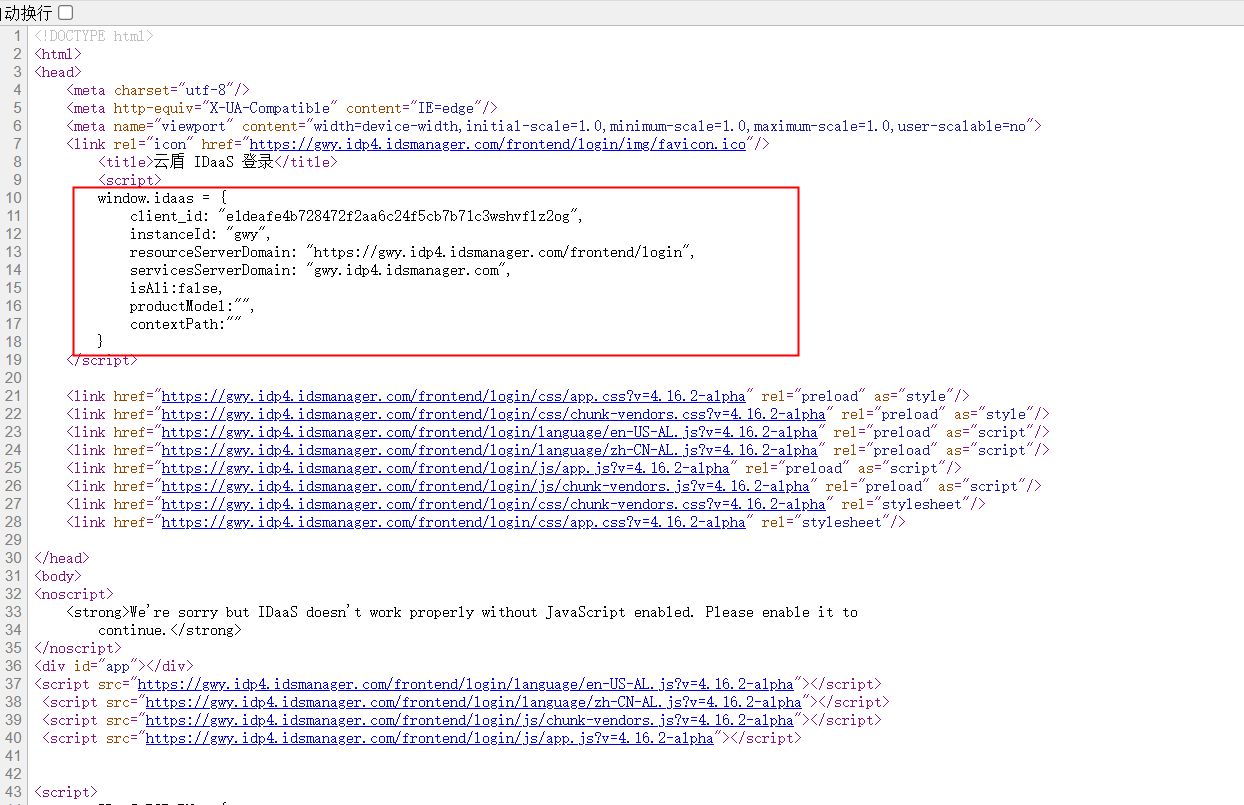 自动换行
1 <!DOCTYPE html>
2 <html>
3 <head>
4 <meta charset="utf-8"/>
5 <meta http-equiv="X-UA-Compatible" content="IE=edge"/>
6 <meta name="viewport" content="width=device-width,initial-scale=1.0,minimum-scale=1.0,maximum-scale=1.0,user-scalable=no">
7 <link rel="icon" href="https://gwy.idp4.idsmanager.com/frontend/login/img/favicon.ico"/>
8 <title>云盾 IDaaS 登录</title>
9 <script>
10 window.idaas = {
11 client_id: "e1deafe4b728472f2aa6c24f5cb7b71c3wshvf1z2og",
12 instanceId: "gwy",
13 resourceServerDomain: "https://gwy.idp4.idsmanager.com/frontend/login",
14 servicesServerDomain: "gwy.idp4.idsmanager.com",
15 isAli:false,
16 productModel:"",
17 contextPath:""
18 }
19 </script>
20
21 <link href="https://gwy.idp4.idsmanager.com/frontend/login/css/app.css?v=4.16.2-alpha" rel="preload" as="style"/>
22 <link href="https://gwy.idp4.idsmanager.com/frontend/login/css/chunk-vendors.css?v=4.16.2-alpha" rel="preload" as="style"/>
23 <link href="https://gwy.idp4.idsmanager.com/frontend/login/language/en-US-AL.js?v=4.16.2-alpha" rel="preload" as="script"/>
24 <link href="https://gwy.idp4.idsmanager.com/frontend/login/language/zh-CN-AL.js?v=4.16.2-alpha" rel="preload" as="script"/>
25 <link href="https://gwy.idp4.idsmanager.com/frontend/login/js/app.js?v=4.16.2-alpha" rel="preload" as="script"/>
26 <link href="https://gwy.idp4.idsmanager.com/frontend/login/js/chunk-vendors.js?v=4.16.2-alpha" rel="preload" as="script"/>
27 <link href="https://gwy.idp4.idsmanager.com/frontend/login/css/chunk-vendors.css?v=4.16.2-alpha" rel="stylesheet"/>
28 <link href="https://gwy.idp4.idsmanager.com/frontend/login/css/app.css?v=4.16.2-alpha" rel="stylesheet"/>
29
30 </head>
31 <body>
32 <noscript>
33 <strong>We're sorry but IDaaS doesn't work properly without JavaScript enabled. Please enable it to
34 continue.</strong>
35 </noscript>
36 <div id="app"></div>
37 <script src="https://gwy.idp4.idsmanager.com/frontend/login/language/en-US-AL.js?v=4.16.2-alpha"></script>
38 <script src="https://gwy.idp4.idsmanager.com/frontend/login/language/zh-CN-AL.js?v=4.16.2-alpha"></script>
39 <script src="https://gwy.idp4.idsmanager.com/frontend/login/js/chunk-vendors.js?v=4.16.2-alpha"></script>
40 <script src="https://gwy.idp4.idsmanager.com/frontend/login/js/app.js?v=4.16.2-alpha"></script>
41
42
43 <script>